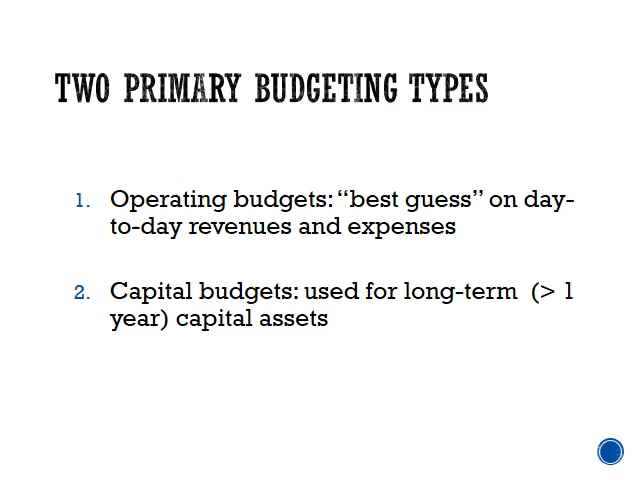 TWO PRIMARY BUDGETING TYPES
1. Operating budgets: “best guess” on day-
to-day revenues and expenses
2. Capital budgets: used for long-term (> 1
year) capital assets